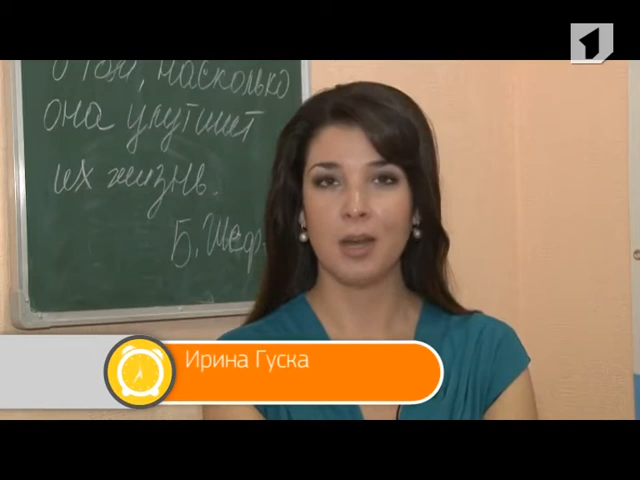 1
о том, насколько
она улучшит
их жизнь.
Б. Шеф
Ирина Гуска